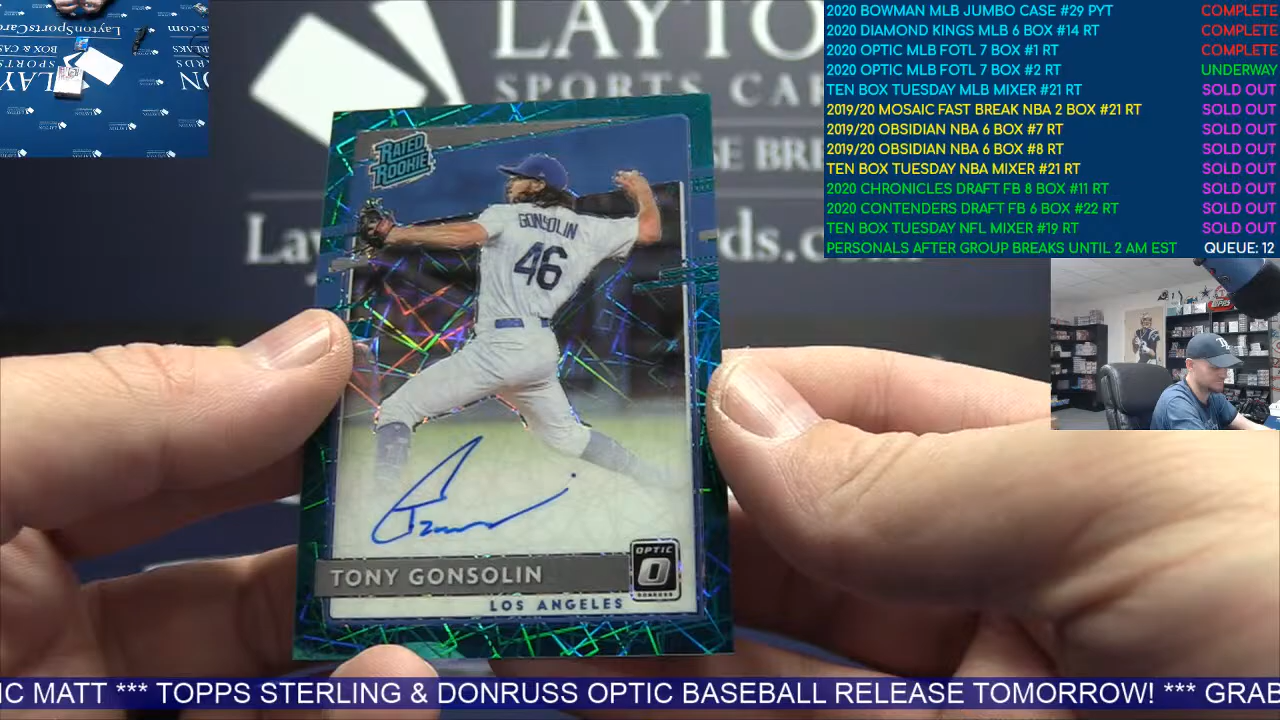 2020 BOWMAN MLB JUMBO CASE #29 PYT COMPLETE
2020 DIAMOND KINGS MLB 6 BOX #14 RT COMPLETE
2020 OPTIC MLB FOTL 7 BOX #1 RT COMPLETE
2020 OPTIC MLB FOTL 7 BOX #2 RT UNDERWAY
TEN BOX TUESDAY MLB MIXER #21 RT SOLD OUT
2019/20 MOSAIC FAST BREAK NBA 2 BOX #21 RT SOLD OUT
2019/20 OBSIDIAN NBA 6 BOX #7 RT SOLD OUT
2019/20 OBSIDIAN NBA 6 BOX #8 RT SOLD OUT
TEN BOX TUESDAY NBA MIXER #21 RT SOLD OUT
2020 CHRONICLES DRAFT FB 8 BOX #11 RT SOLD OUT
2020 CONTENDERS DRAFT FB 6 BOX #22 RT SOLD OUT
TEN BOX TUESDAY NFL MIXER #19 RT SOLD OUT
PERSONALS AFTER GROUP BREAKS UNTIL 2 AM EST QUEUE: 12
LAYTO
SPORTS CA
E BRE
Lay
ds.com
RATED
ROOKIE
GONSOLIN
46
TONY GONSOLIN
OPTIC
DONRUSS
LOS ANGELES
IC MATT *** TOPPS STERLING & DONRUSS OPTIC BASEBALL RELEASE TOMORROW! *** GRAB